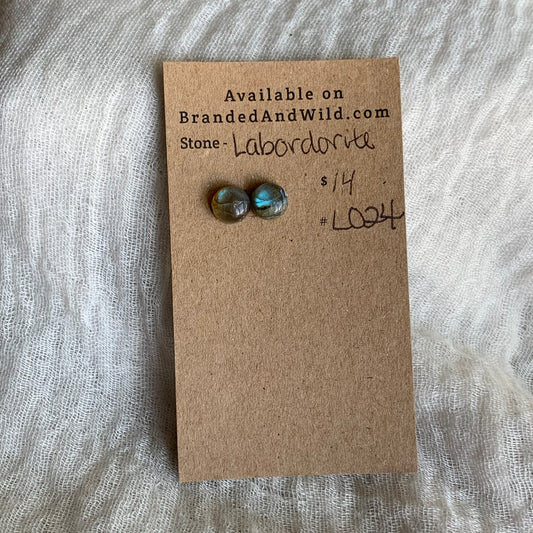 Available on
BrandedAndWild.com
Stone - Labordorite
$ 14
# L024